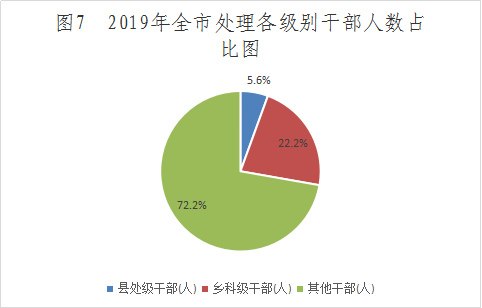 图7 2019年全市处理各级别干部人数占
比图
5.6%
22.2%
72.2%
县处级干部(人) 乡科级干部(人) 其他干部(人)